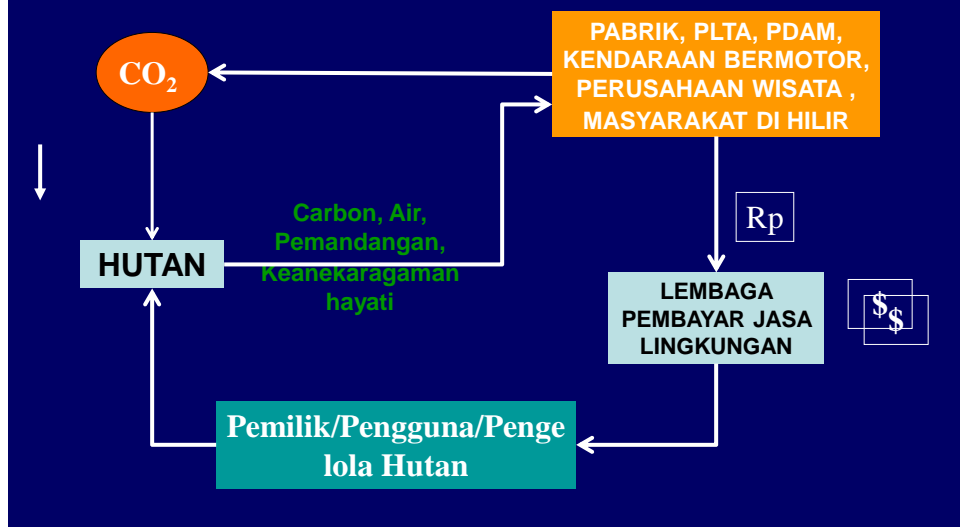 CO₂
PABRIK, PLTA, PDAM,
KENDARAAN BERMOTOR,
PERUSAHAAN WISATA ,
MASYARAKAT DI HILIR
Carbon, Air,
Pemandangan,
Keanekaragaman
hayati
Rp
HUTAN
LEMBAGA
PEMBAYAR JASA
LINGKUNGAN
$
$
Pemilik/Pengguna/Penge
lola Hutan